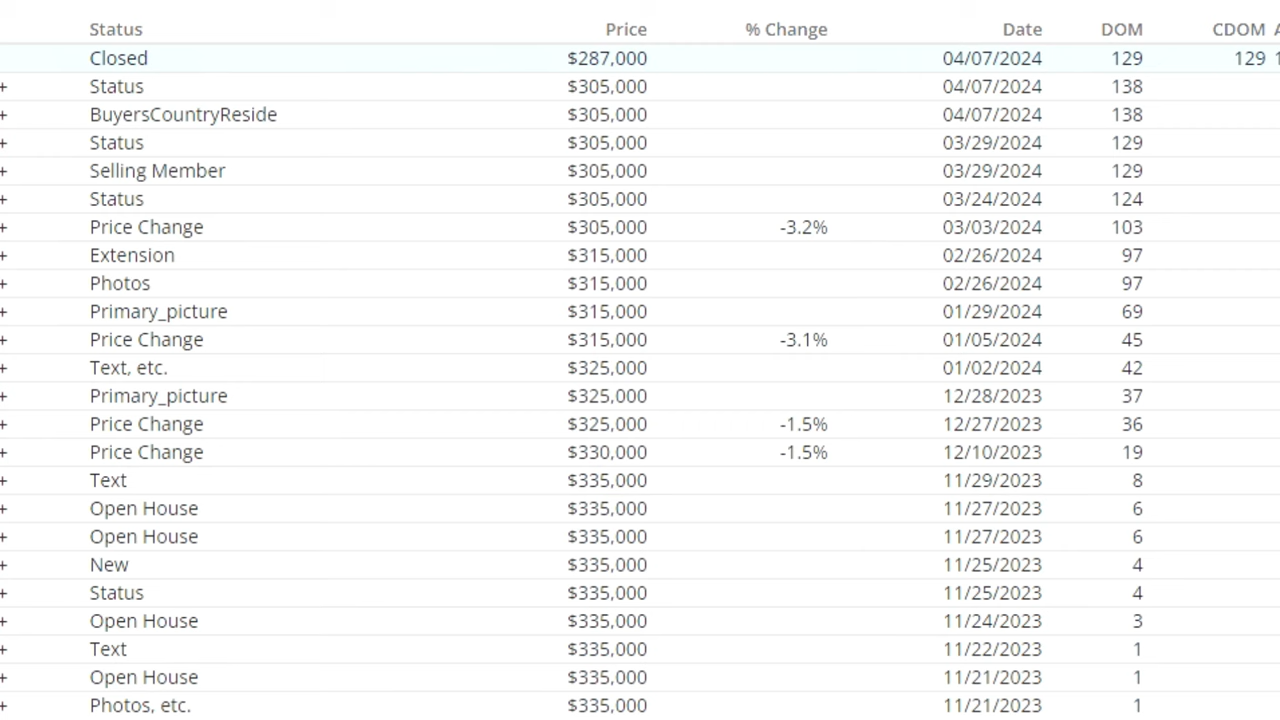 Status Price % Change Date DOM CDOM A
Closed $287,000 04/07/2024 129 129 1
+ Status $305,000 04/07/2024 138
+ BuyersCountryReside $305,000 04/07/2024 138
+ Status $305,000 03/29/2024 129
+ Selling Member $305,000 03/29/2024 129
+ Status $305,000 03/24/2024 124
+ Price Change $305,000 -3.2% 03/03/2024 103
+ Extension $315,000 02/26/2024 97
+ Photos $315,000 02/26/2024 97
+ Primary_picture $315,000 01/29/2024 69
+ Price Change $315,000 -3.1% 01/05/2024 45
+ Text, etc. $325,000 01/02/2024 42
+ Primary_picture $325,000 12/28/2023 37
+ Price Change $325,000 -1.5% 12/27/2023 36
+ Price Change $330,000 -1.5% 12/10/2023 19
+ Text $335,000 11/29/2023 8
+ Open House $335,000 11/27/2023 6
+ Open House $335,000 11/27/2023 6
+ New $335,000 11/25/2023 4
+ Status $335,000 11/25/2023 4
+ Open House $335,000 11/24/2023 3
+ Text $335,000 11/22/2023 1
+ Open House $335,000 11/21/2023 1
+ Photos, etc. $335,000 11/21/2023 1